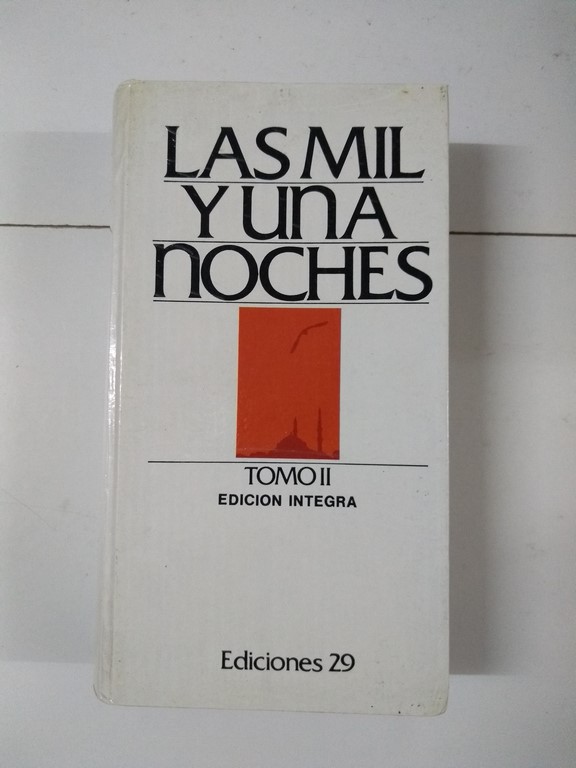 LAS MIL
Y UNA
NOCHES
TOMO II
EDICION INTEGRA
Ediciones 29